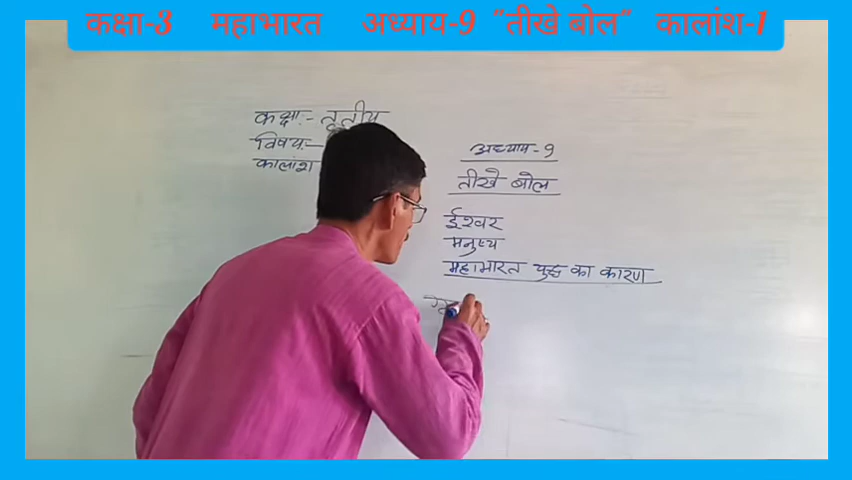 कक्षा-3 महाभारत अध्याय-9 "तीखे बोल" कालांश-1
कक्षा:- तृतीय
विषय:-
कालांश
अध्याय-9
तीखे बोल
ईश्वर
मनुष्य
महाभारत युद्ध का कारण